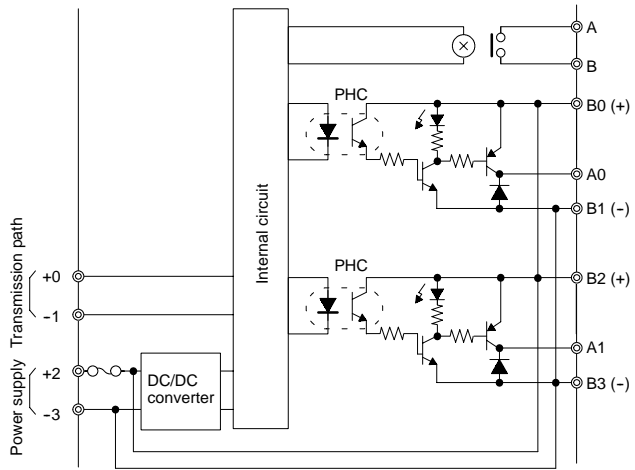 A
B
PHC
B0 (+)
A0
B1 (-)
Internal circuit
PHC
B2 (+)
A1
B3 (-)
Transmission path
+0
-1
Power supply
+2
-3
DC/DC
converter